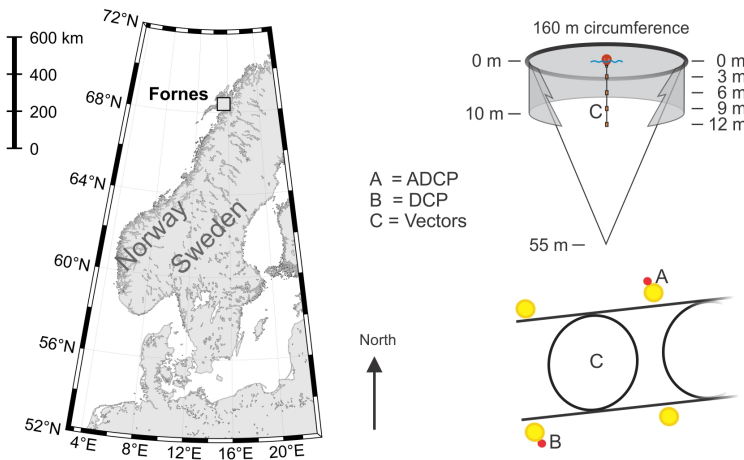 72°N
68°N
64°N
60°N
56°N
52°N
4°E
8°E
12°E
16°E
20°E
600 km
400
200
0
Fornes
Norway
Sweden
A = ADCP
B = DCP
C = Vectors
North
160 m circumference
0 m
10 m
55 m
0 m
3 m
6 m
9 m
12 m
C
A
C
B